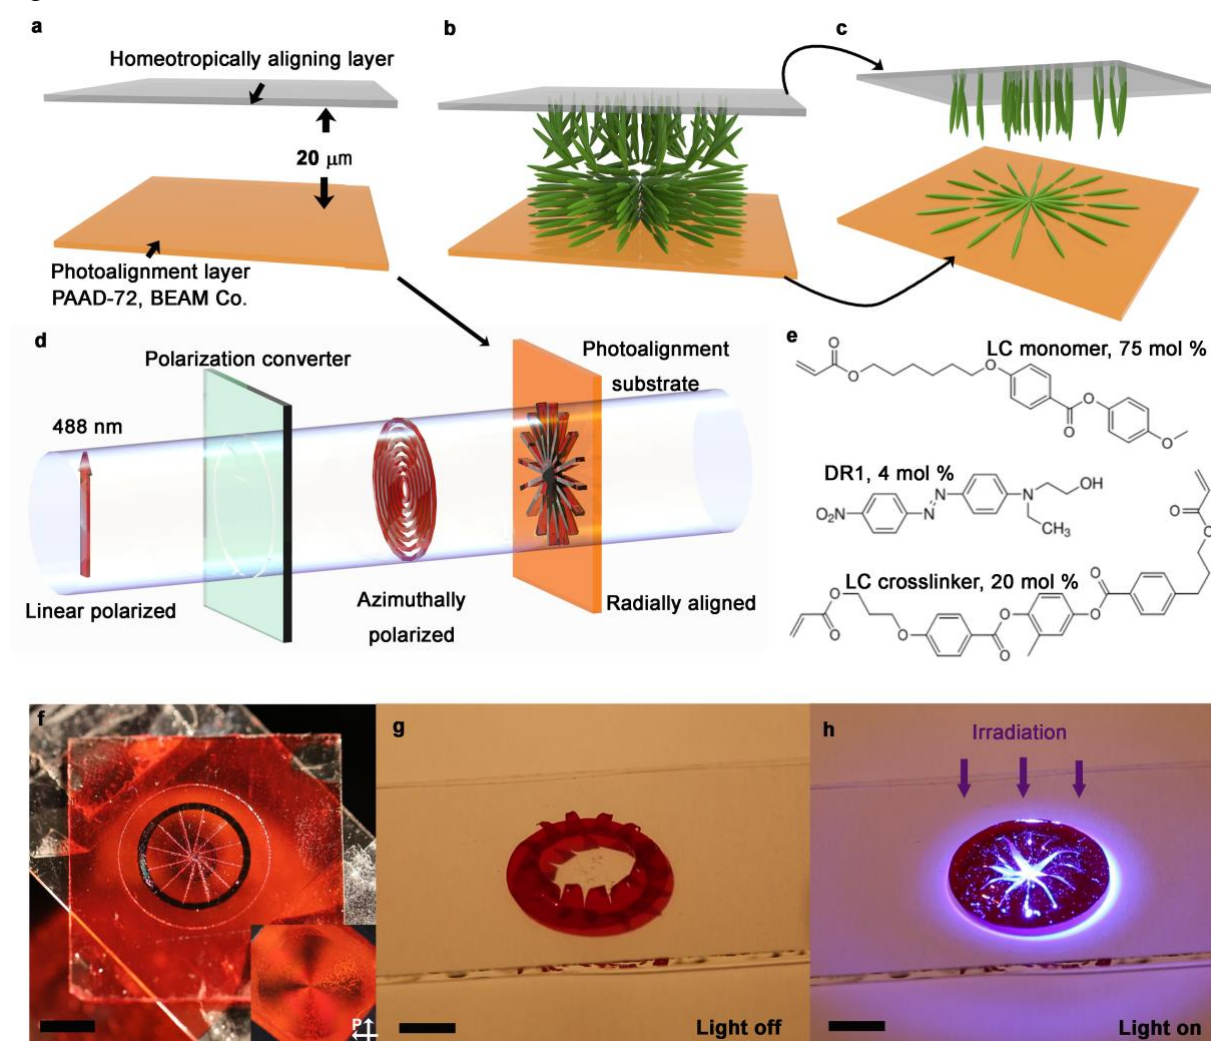 a
b
c
Homeotropically aligning layer
20 μm
Photoalignment layer
PAAD-72, BEAM Co.
d
Polarization converter
Photoalignment
substrate
488 nm
Linear polarized
Azimuthally
polarized
Radially aligned
e
LC monomer, 75 mol %
O
O
O
O
O
O
DR1, 4 mol %
O₂N
N
N
N
OH
CH₃
LC crosslinker, 20 mol %
O
O
O
O
O
O
O
O
O
f
P
g
Light off
h
Irradiation
Light on